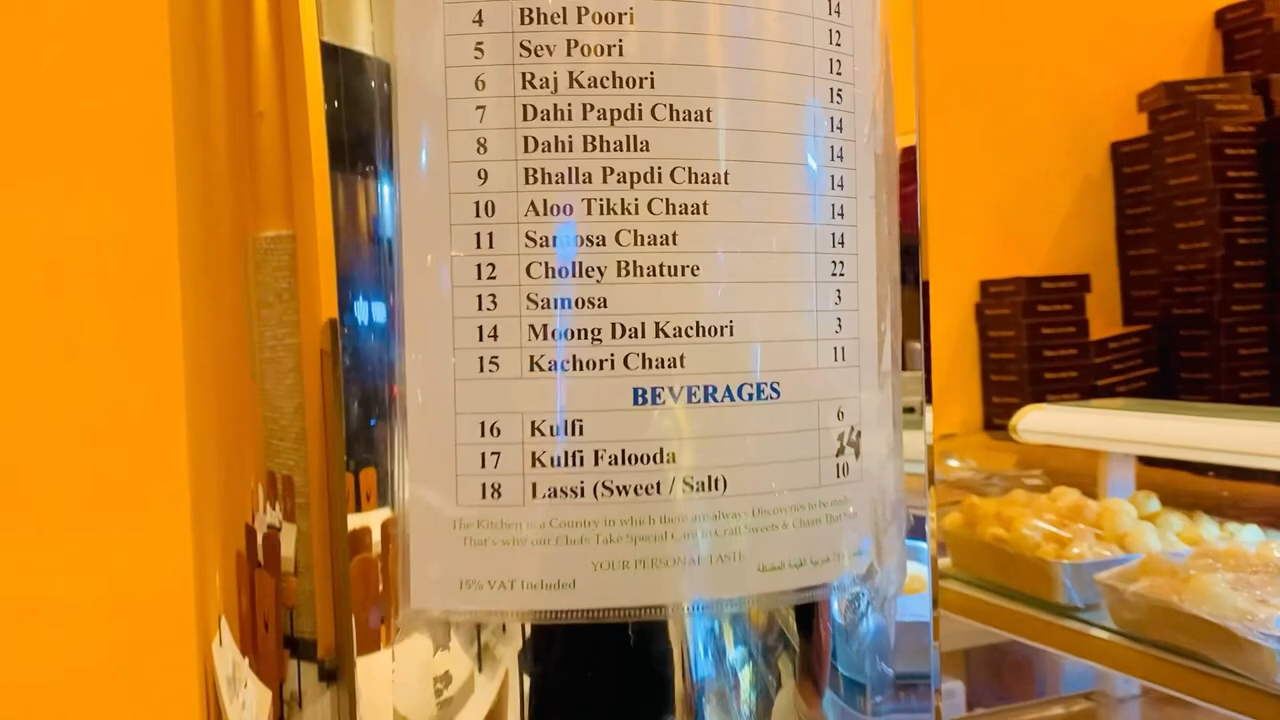 14
4 Bhel Poori 12
5 Sev Poori 12
6 Raj Kachori 15
7 Dahi Papdi Chaat 14
8 Dahi Bhalla 14
9 Bhalla Papdi Chaat 14
10 Aloo Tikki Chaat 14
11 Samosa Chaat 14
12 Cholley Bhature 22
13 Samosa 3
14 Moong Dal Kachori 3
15 Kachori Chaat 11
BEVERAGES
16 Kulfi 6
17 Kulfi Falooda
18 Lassi (Sweet / Salt) 10
The Kitchen is a Country in which there are always Discoveries to be made
That's why our Chefs Take Special Care to Craft Sweets & Chaats That
YOUR PERSONAL TASTE
15% VAT Included